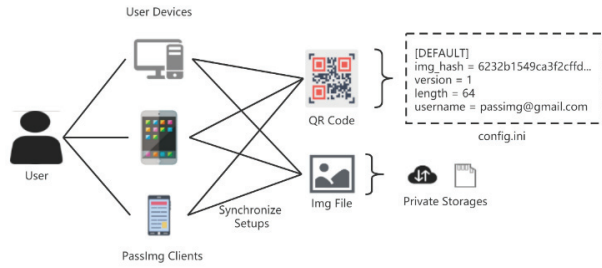 User Devices
[DEFAULT]
img_hash = 6232b1549ca3f2cffd...
version = 1
length = 64
username = passimg@gmail.com
QR Code
config.ini
User
Synchronize
Setups
Img File
Private Storages
PassImg Clients